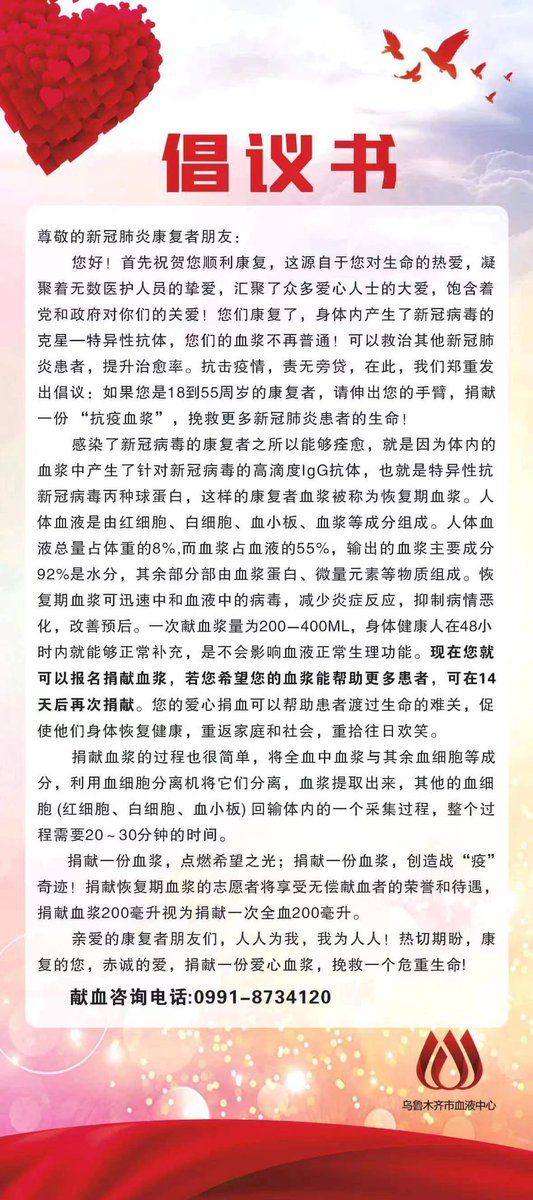 倡议书
尊敬的新冠肺炎康复者朋友：
您好！首先祝贺您顺利康复，这源自于您对生命的热爱，凝
聚着无数医护人员的挚爱，汇聚了众多爱心人士的大爱，饱含着
党和政府对你们的关爱！您们康复了，身体内产生了新冠病毒的
克星—特异性抗体，您们的血浆不再普通！可以救治其他新冠肺
炎患者，提升治愈率。抗击疫情，责无旁贷，在此，我们郑重发
出倡议：如果您是18到55周岁的康复者，请伸出您的手臂，捐献
一份 “抗疫血浆”，挽救更多新冠肺炎患者的生命！
感染了新冠病毒的康复者之所以能够痊愈，就是因为体内的
血浆中产生了针对新冠病毒的高滴度IgG抗体，也就是特异性抗
新冠病毒丙种球蛋白，这样的康复者血浆被称为恢复期血浆。人
体血液是由红细胞、白细胞、血小板、血浆等成分组成。人体血
液总量占体重的8%,而血浆占血液的55%，输出的血浆主要成分
92%是水分，其余部分部由血浆蛋白、微量元素等物质组成。恢
复期血浆可迅速中和血液中的病毒，减少炎症反应，抑制病情恶
化，改善预后。一次献血浆量为200—400ML，身体健康人在48小
时内就能够正常补充，是不会影响血液正常生理功能。现在您就
可以报名捐献血浆，若您希望您的血浆能帮助更多患者，可在14
天后再次捐献。您的爱心捐血可以帮助患者渡过生命的难关，促
使他们身体恢复健康，重返家庭和社会，重拾往日欢笑。
捐献血浆的过程也很简单，将全血中血浆与其余血细胞等成
分，利用血细胞分离机将它们分离，血浆提取出来，其他的血细
胞 (红细胞、白细胞、血小板) 回输体内的一个采集过程，整个过
程需要20～30分钟的时间。
捐献一份血浆，点燃希望之光；捐献一份血浆，创造战“疫”
奇迹！捐献恢复期血浆的志愿者将享受无偿献血者的荣誉和待遇，
捐献血浆200毫升视为捐献一次全血200毫升。
亲爱的康复者朋友们，人人为我，我为人人！热切期盼，康
复的您，赤诚的爱，捐献一份爱心血浆，挽救一个危重生命!
献血咨询电话:0991-8734120
乌鲁木齐市血液中心